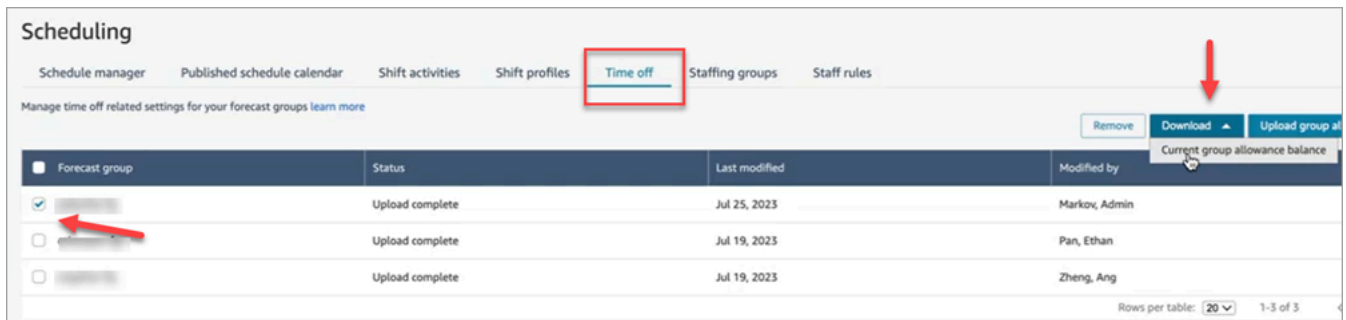 Scheduling
Schedule manager Published schedule calendar Shift activities Shift profiles Time off Staffing groups Staff rules
Manage time off related settings for your forecast groups learn more
Remove Download Upload group
Current group allowance balance
Forecast group Status Last modified Modified by
Upload complete Jul 25, 2023 Markov, Admin
Upload complete Jul 19, 2023 Pan, Ethan
Upload complete Jul 19, 2023 Zheng, Ang
Rows per table: 20 1-3 of 3